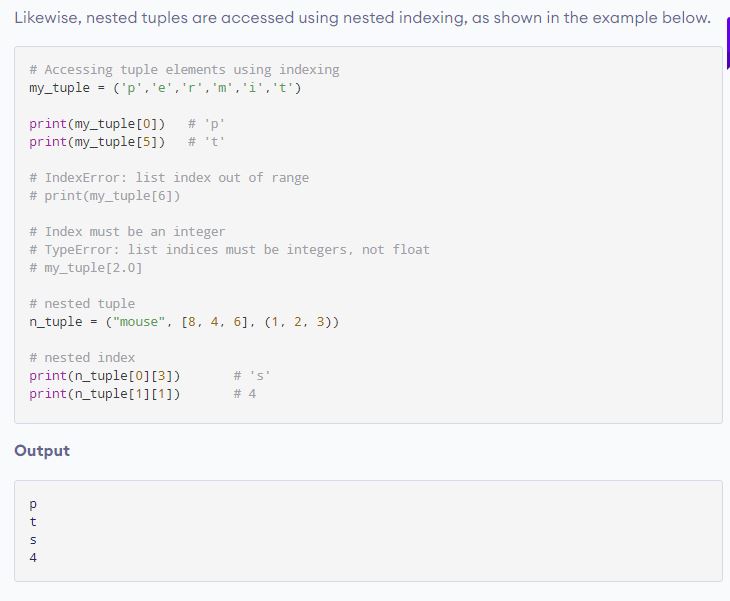 Likewise, nested tuples are accessed using nested indexing, as shown in the example below.
# Accessing tuple elements using indexing
my_tuple = ('p','e','r','m','i','t')
print(my_tuple[0])   # 'p'
print(my_tuple[5])   # 't'
# IndexError: list index out of range
# print(my_tuple[6])
# Index must be an integer
# TypeError: list indices must be integers, not float
# my_tuple[2.0]
# nested tuple
n_tuple = ("mouse", [8, 4, 6], (1, 2, 3))
# nested index
print(n_tuple[0][3])       # 's'
print(n_tuple[1][1])       # 4
Output
p
t
s
4